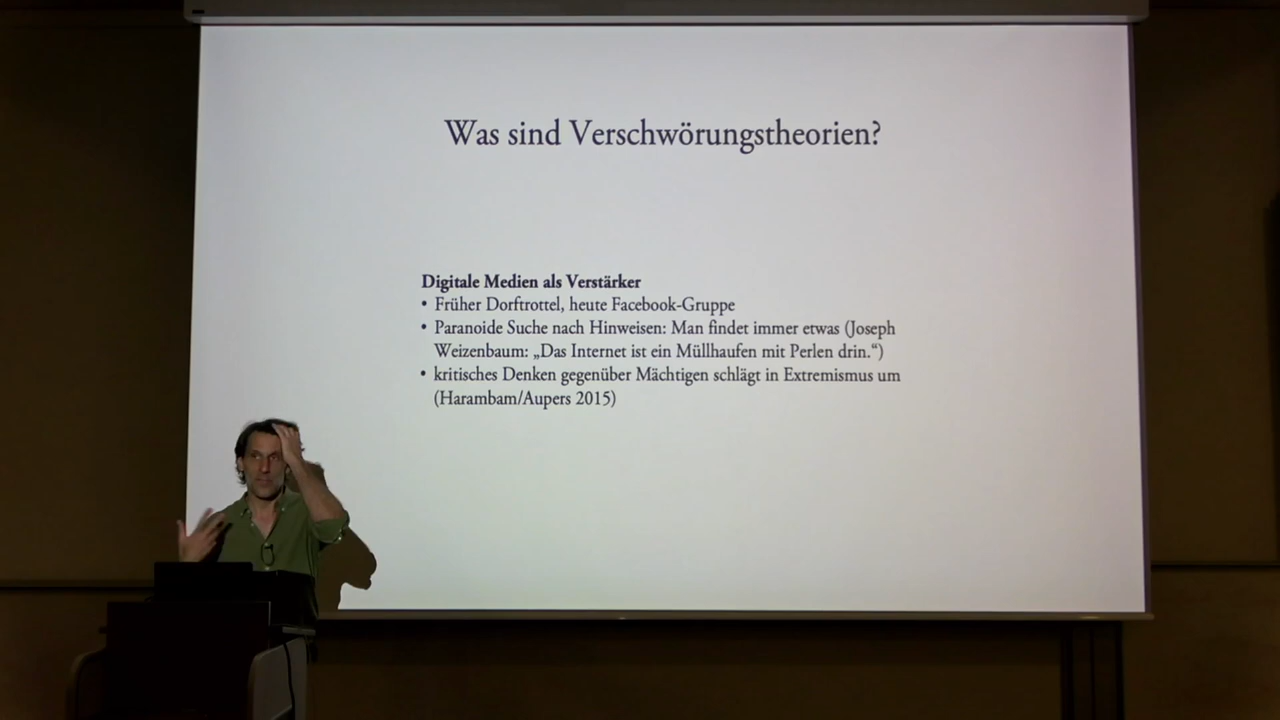 Was sind Verschwörungstheorien?
Digitale Medien als Verstärker
• Früher Dorftrottel, heute Facebook-Gruppe
• Paranoide Suche nach Hinweisen: Man findet immer etwas (Joseph
Weizenbaum: „Das Internet ist ein Müllhaufen mit Perlen drin.“)
• kritisches Denken gegenüber Mächtigen schlägt in Extremismus um
(Harambam/Aupers 2015)